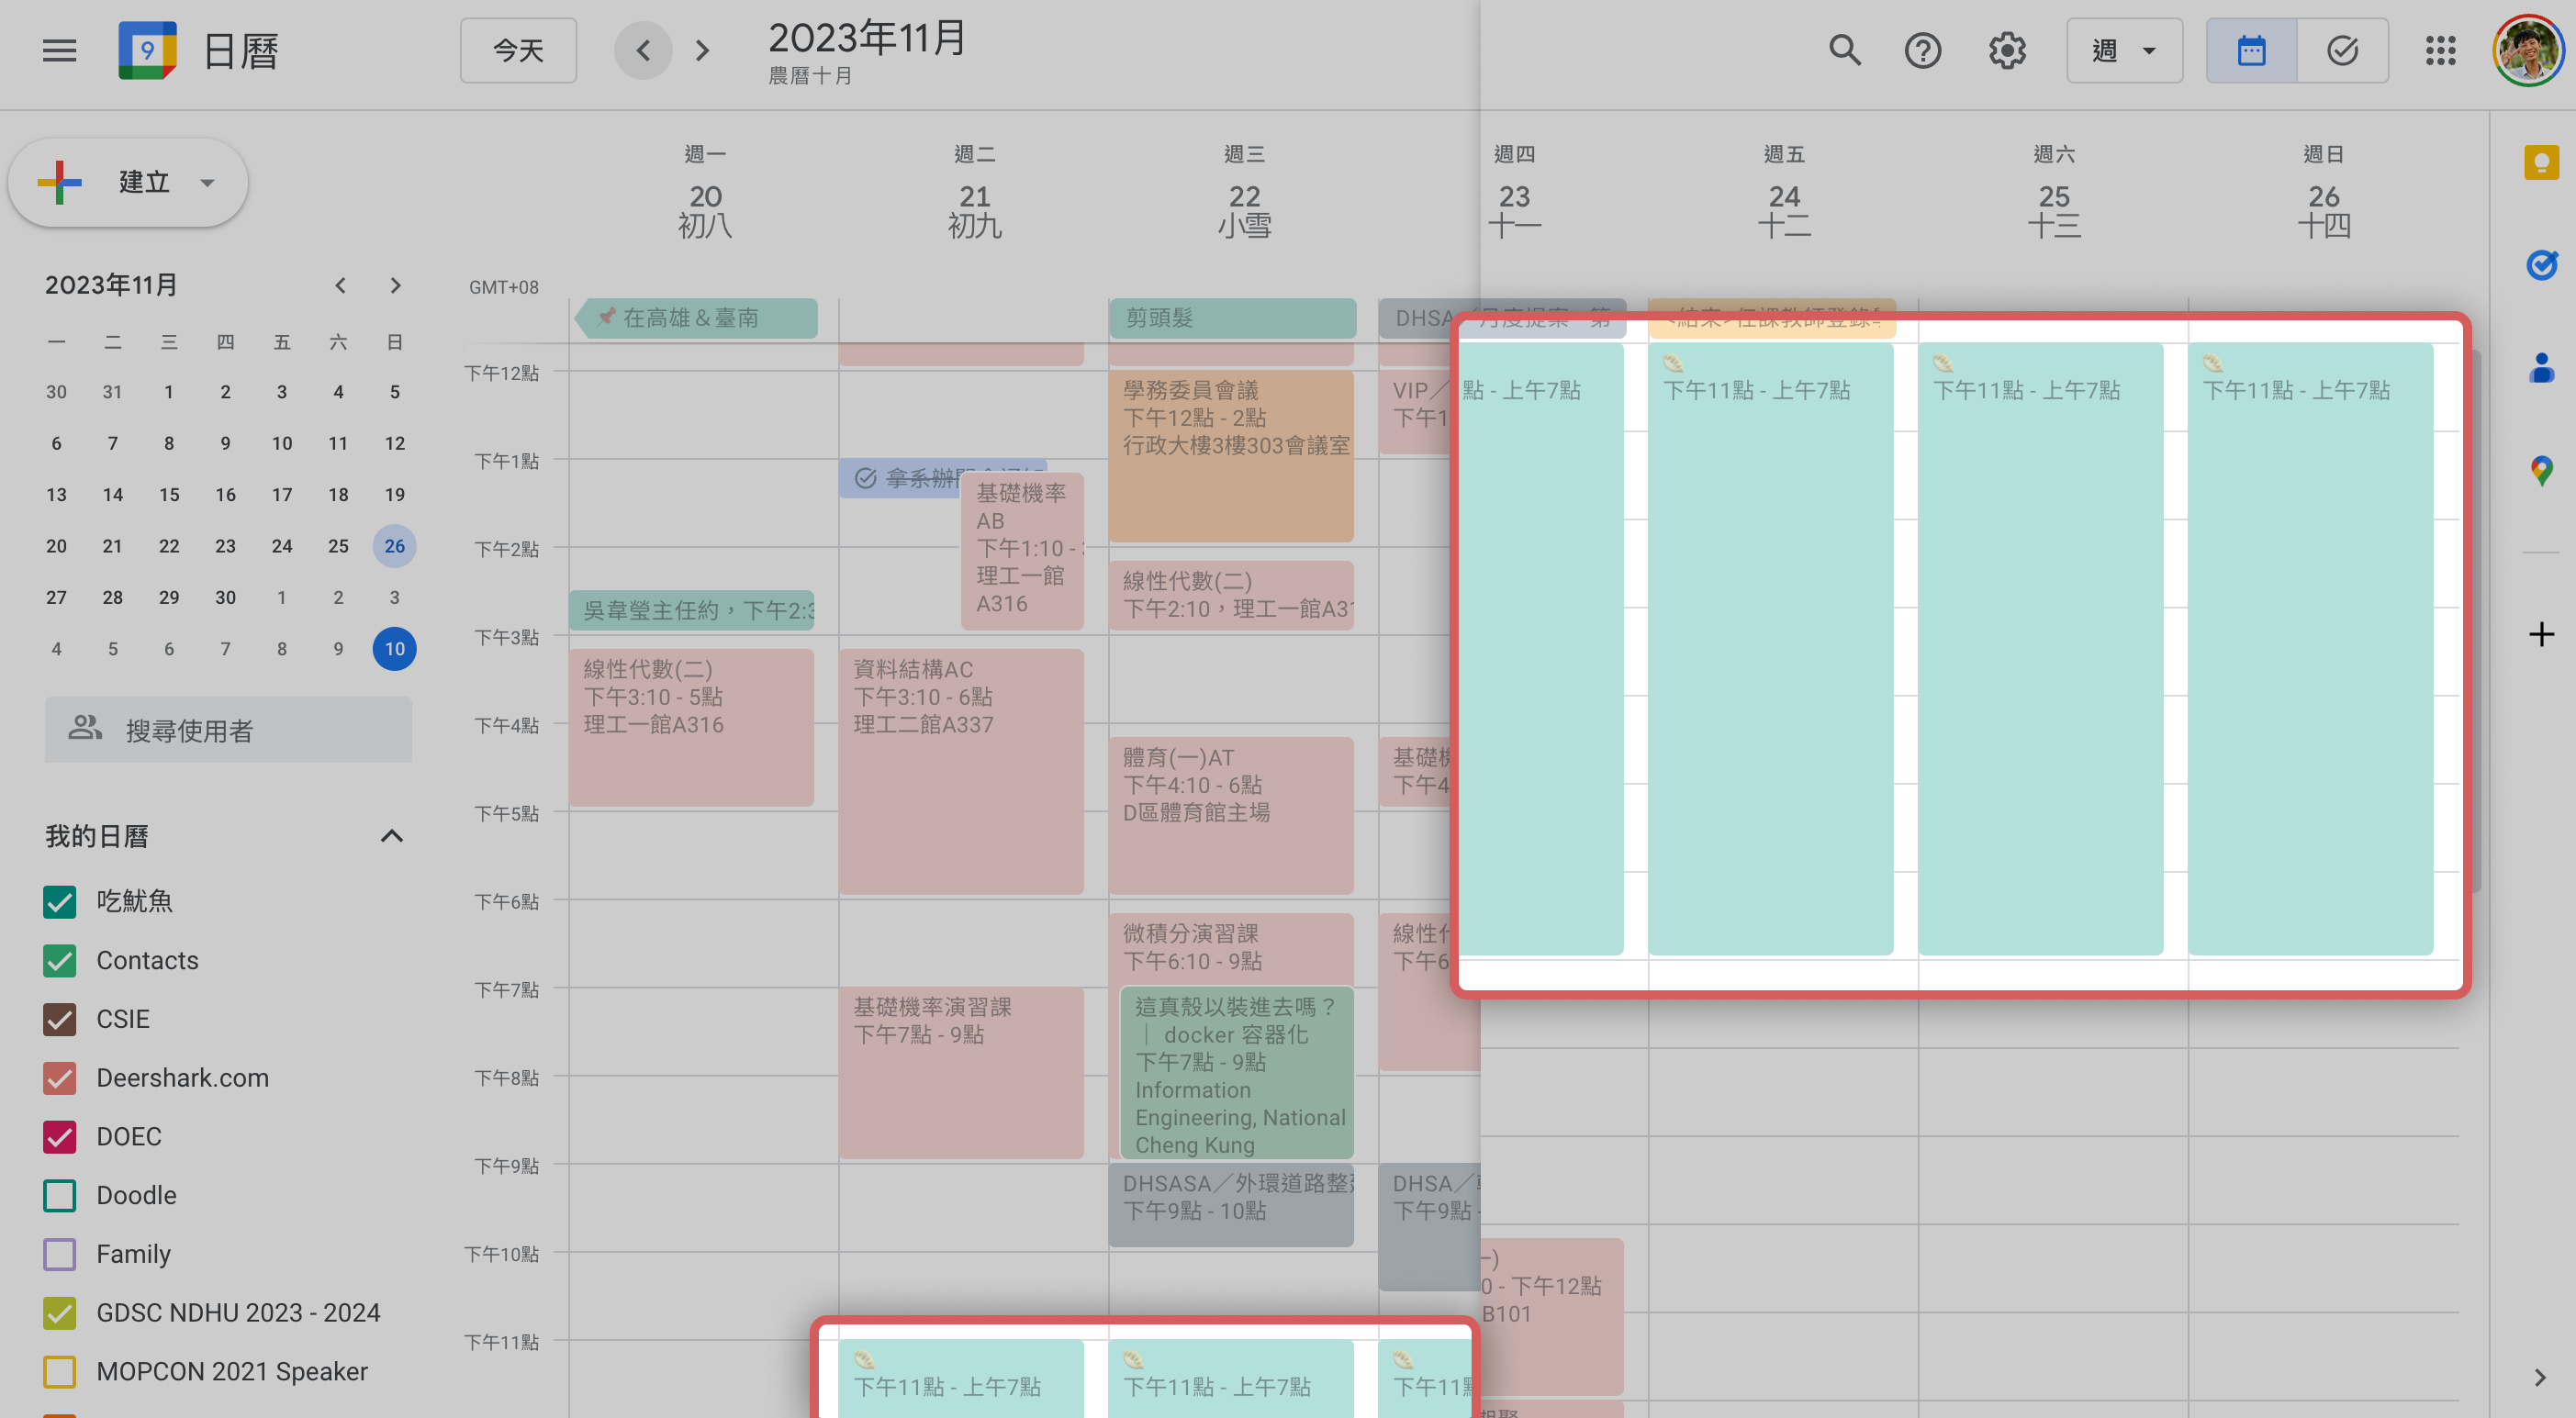 9
日曆
今天
2023年11月
農曆十月
週
建立
週一
週二
週三
週四
週五
週六
週日
20
21
22
23
24
25
26
初八
初九
小雪
十一
十二
十三
十四
2023年11月
一 二 三 四 五 六 日
30 31 1 2 3 4 5
6 7 8 9 10 11 12
13 14 15 16 17 18 19
20 21 22 23 24 25 26
27 28 29 30 1 2 3
4 5 6 7 8 9 10
搜尋使用者
我的日曆
吃魷魚
Contacts
CSIE
Deershark.com
DOEC
Doodle
Family
GDSC NDHU 2023 - 2024
MOPCON 2021 Speaker
GMT+08
下午12點
下午1點
下午2點
下午3點
下午4點
下午5點
下午6點
下午7點
下午8點
下午9點
下午10點
下午11點
在高雄＆臺南
吳韋瑩主任約，下午2:3
線性代數(二)
下午3:10 - 5點
理工一館A316
拿系辦
基礎機率
AB
下午1:10 -
理工一館
A316
資料結構AC
下午3:10 - 6點
理工二館A337
基礎機率演習課
下午7點 - 9點
下午11點 - 上午7點
剪頭髮
學務委員會議
下午12點 - 2點
行政大樓3樓303會議室
線性代數(二)
下午2:10，理工一館A31
體育(一)AT
下午4:10 - 6點
D區體育館主場
微積分演習課
下午6:10 - 9點
這真殼以裝進去嗎？
｜ docker 容器化
下午7點 - 9點
Information
Engineering, National
Cheng Kung
DHSASA／外環道路整
下午9點 - 10點
下午11點 - 上午7點
DHSA／月度提案 第
VIP／
下午1
基礎機
下午4
線性代
下午6
DHSA／
下午9點 -
下午11點
點 - 上午7點
一)
0 - 下午12點
B101
<結束>任課教師登錄
下午11點 - 上午7點
下午11點 - 上午7點
下午11點 - 上午7點